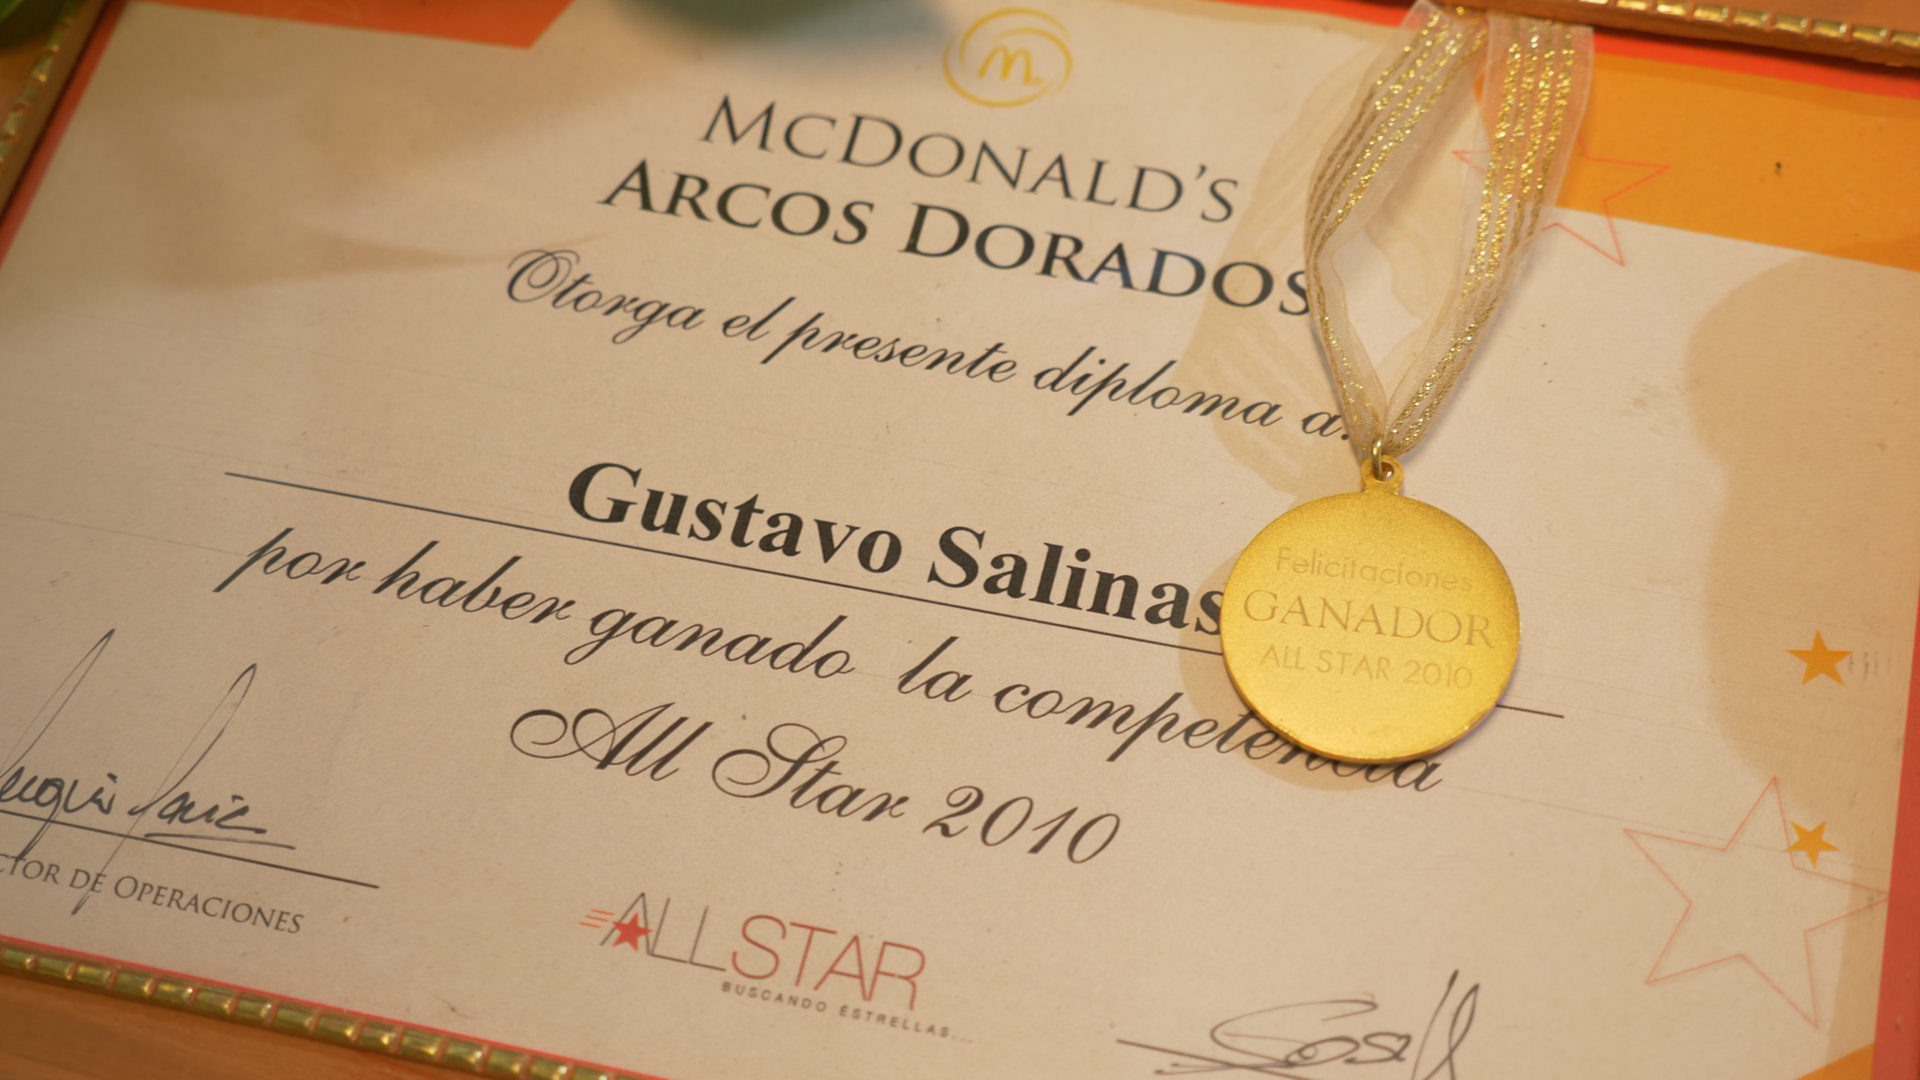 McDonald's
Arcos Dorados
Otorga el presente diploma a:
Gustavo Salinas
por haber ganado la competencia
All Star 2010
Felicitaciones
GANADOR
ALL STAR 2010
de Operaciones
ALLSTAR
BUSCANDO ESTRELLAS...